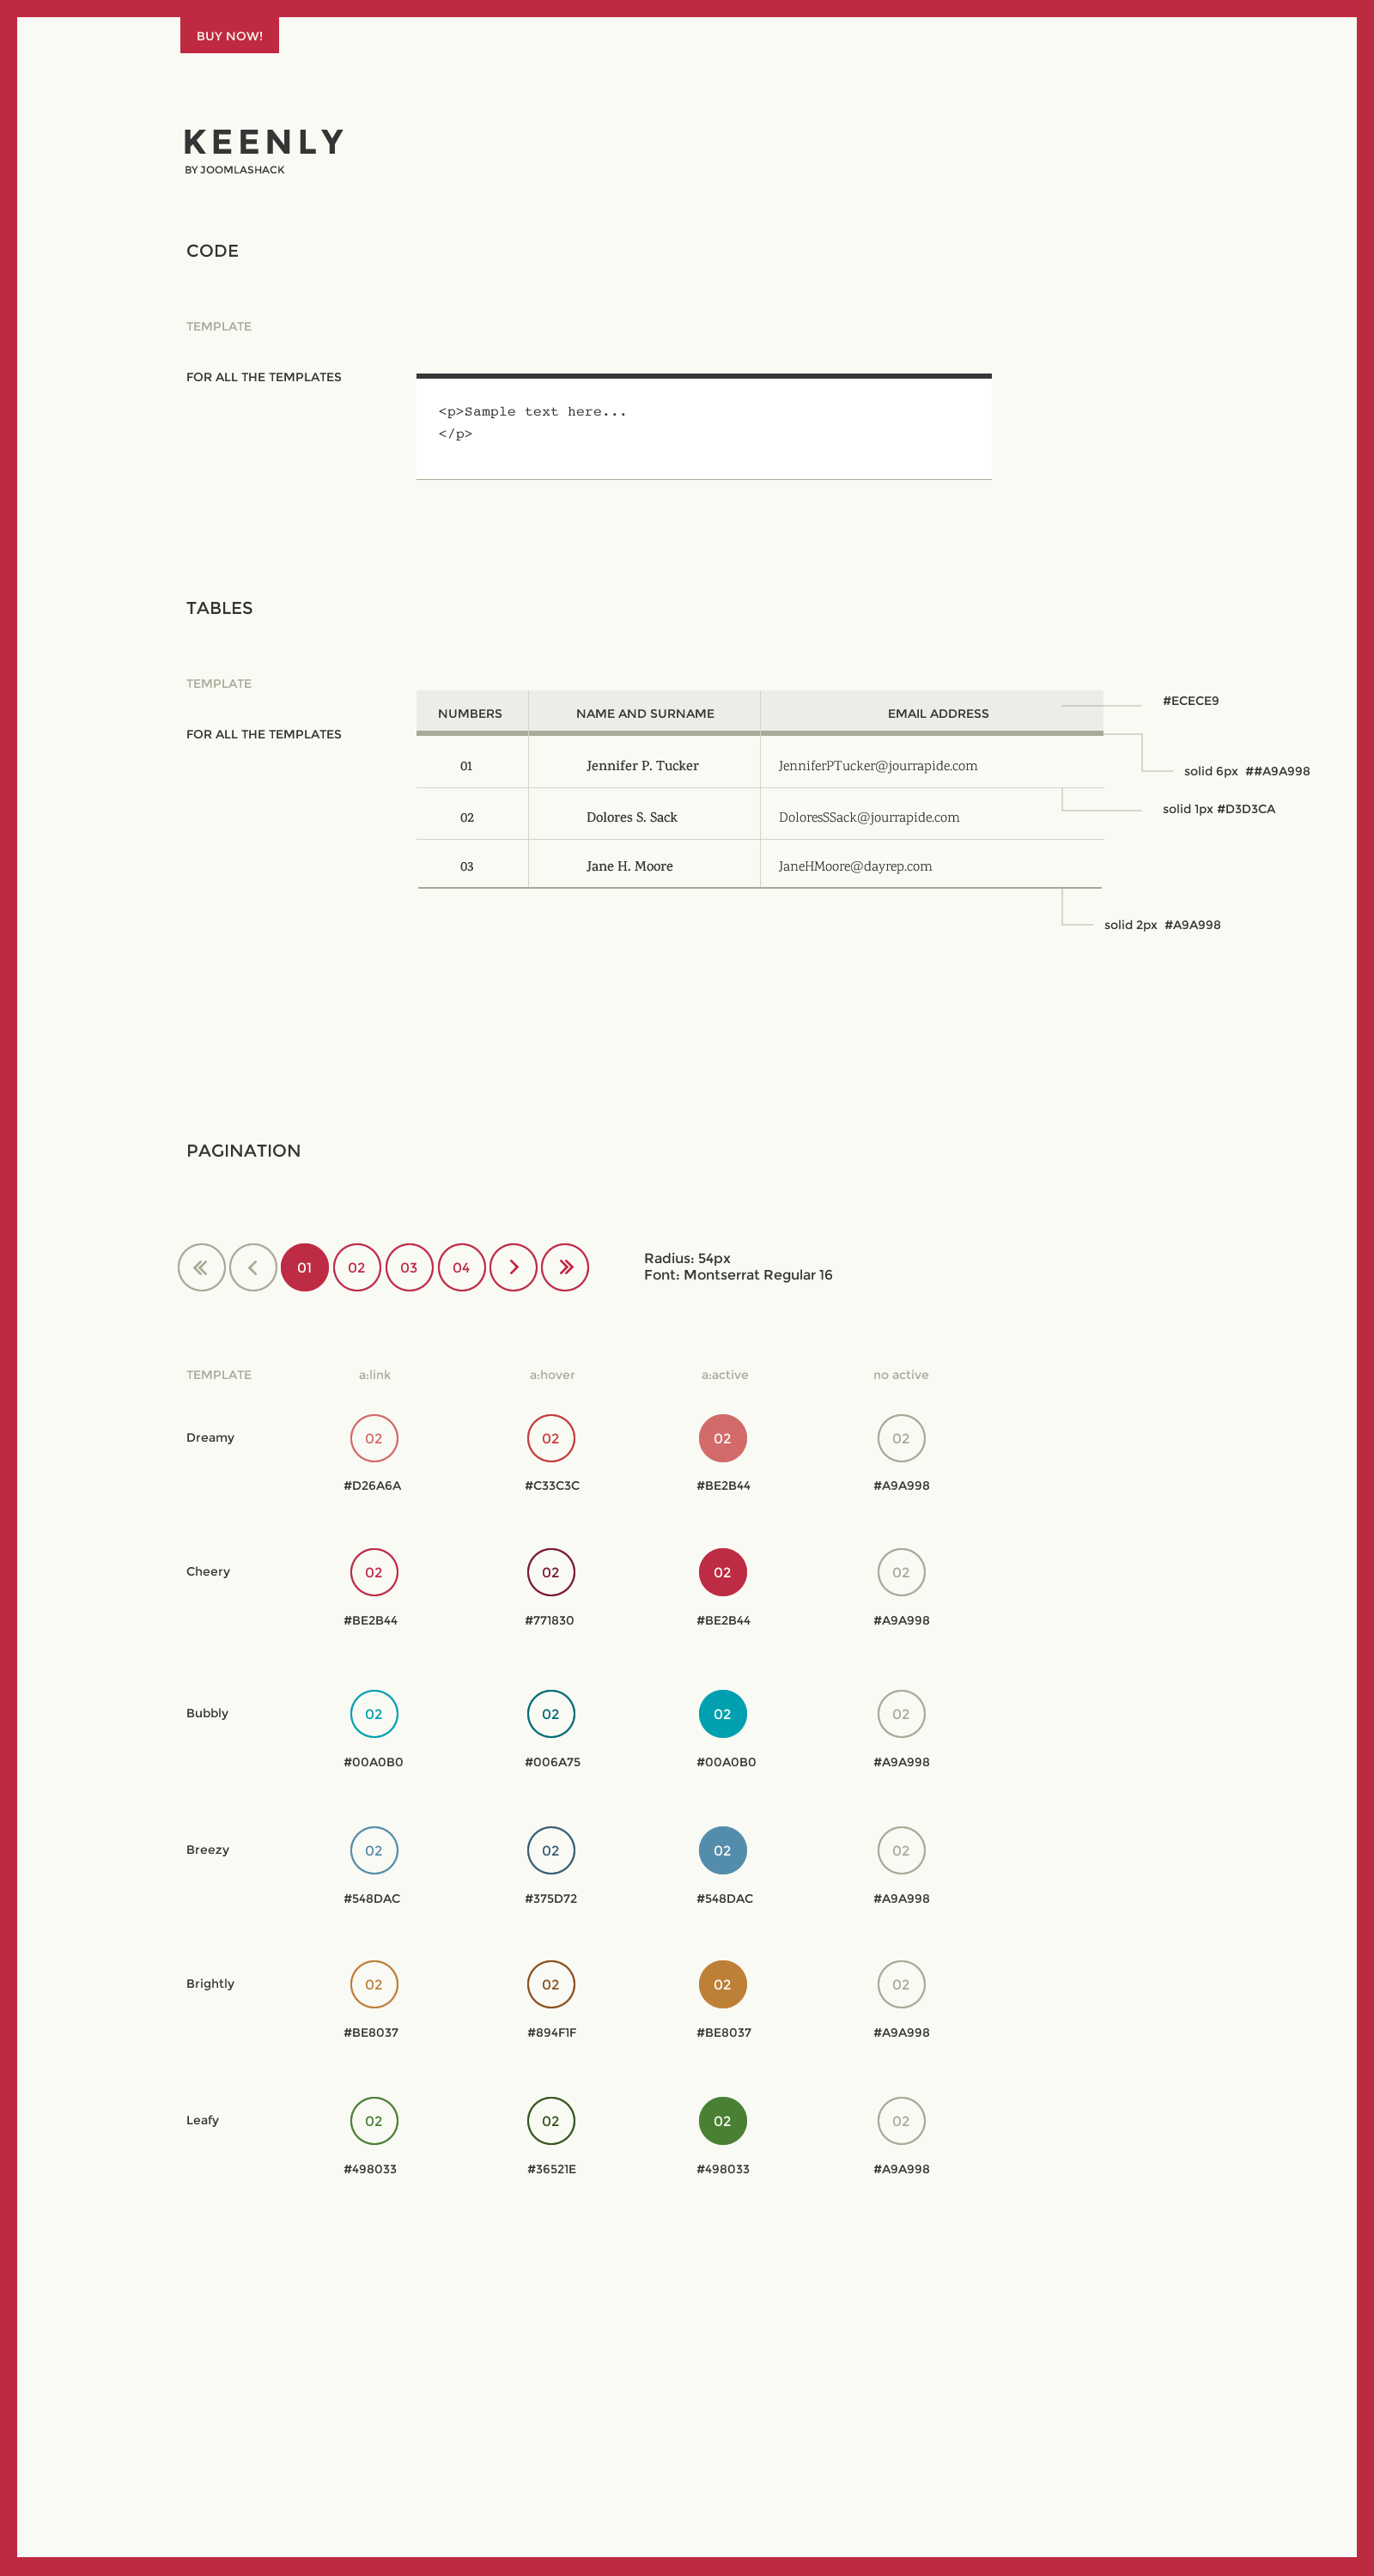 BUY NOW!
KEENLY
BY JOOMLASHACK
CODE
TEMPLATE
FOR ALL THE TEMPLATES
<p>Sample text here...
</p>
TABLES
TEMPLATE
FOR ALL THE TEMPLATES
NUMBERS NAME AND SURNAME EMAIL ADDRESS
01 Jennifer P. Tucker JenniferPTucker@jourrapide.com
02 Dolores S. Sack DoloresSSack@jourrapide.com
03 Jane H. Moore JaneHMoore@dayrep.com
#ECECE9
solid 6px ##A9A998
solid 1px #D3D3CA
solid 2px #A9A998
PAGINATION
« < 01 02 03 04 > »
Radius: 54px
Font: Montserrat Regular 16
TEMPLATE a:link a:hover a:active no active
Dreamy 02 02 02 02
#D26A6A #C33C3C #BE2B44 #A9A998
Cheery 02 02 02 02
#BE2B44 #771830 #BE2B44 #A9A998
Bubbly 02 02 02 02
#00A0B0 #006A75 #00A0B0 #A9A998
Breezy 02 02 02 02
#548DAC #375D72 #548DAC #A9A998
Brightly 02 02 02 02
#BE8037 #894F1F #BE8037 #A9A998
Leafy 02 02 02 02
#498033 #36521E #498033 #A9A998